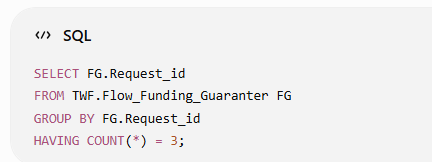 </> SQL
SELECT FG.Request_id
FROM TWF.Flow_Funding_Guaranter FG
GROUP BY FG.Request_id
HAVING COUNT(*) = 3;